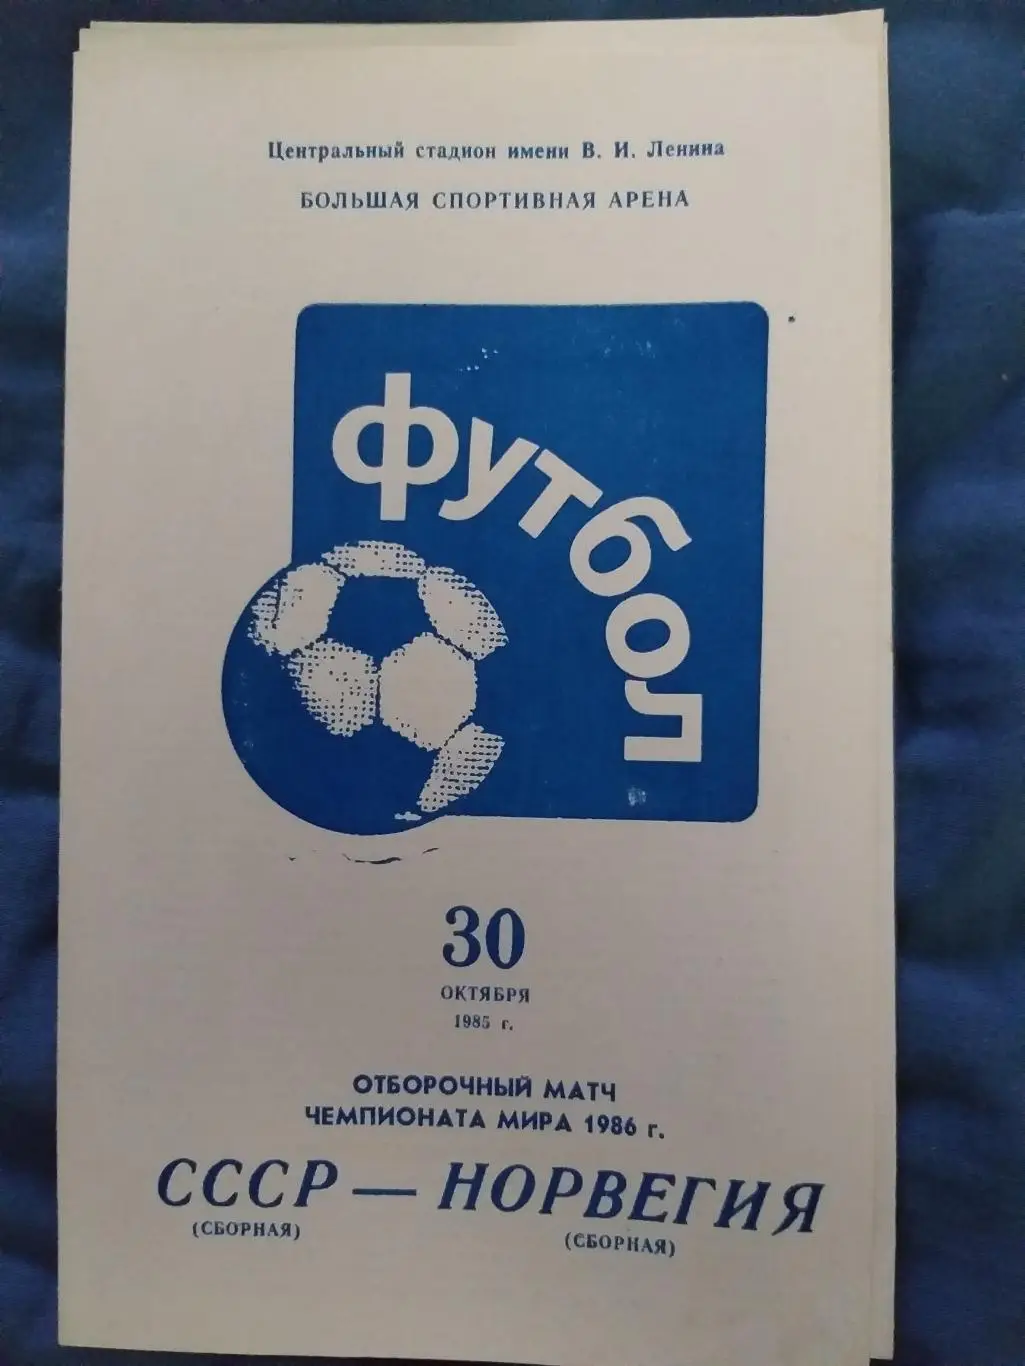 Центральный стадион имени В. И. Ленина
БОЛЬШАЯ СПОРТИВНАЯ АРЕНА
футбол
30
ОКТЯБРЯ
1985 г.
ОТБОРОЧНЫЙ МАТЧ
ЧЕМПИОНАТА МИРА 1986 г.
СССР — НОРВЕГИЯ
(СБОРНАЯ) (СБОРНАЯ)